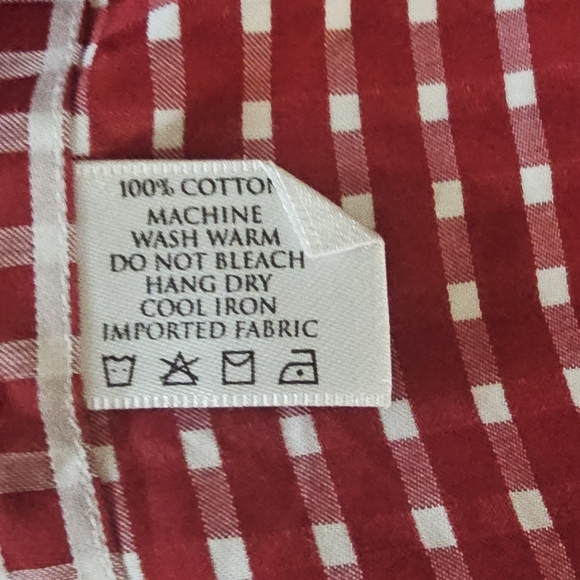 100% COTTON
MACHINE
WASH WARM
DO NOT BLEACH
HANG DRY
COOL IRON
IMPORTED FABRIC